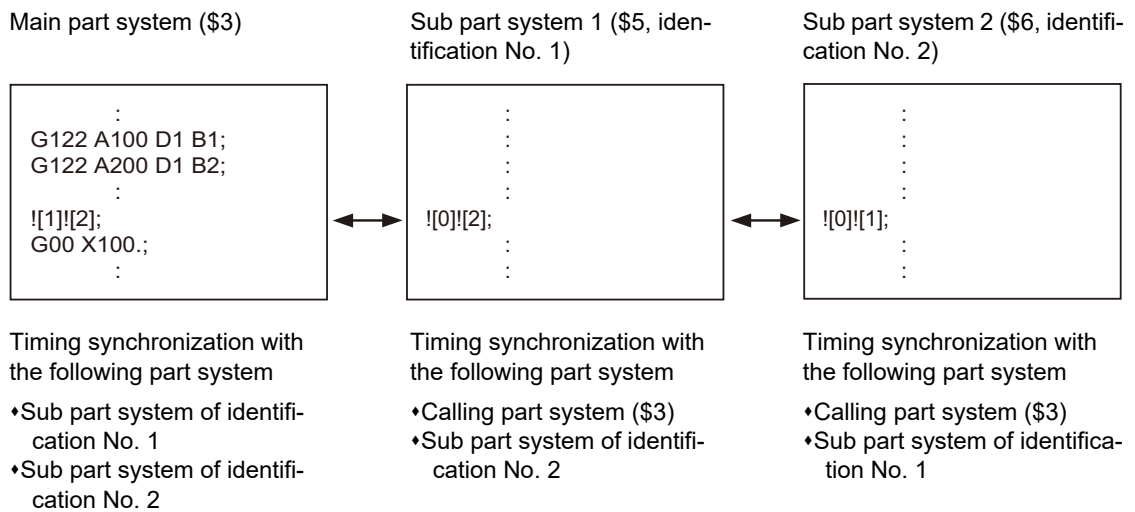 Main part system ($3)
:
G122 A100 D1 B1;
G122 A200 D1 B2;
:
![1]![2];
G00 X100.;
:
Timing synchronization with
the following part system
◆Sub part system of identifi-
cation No. 1
◆Sub part system of identifi-
cation No. 2
Sub part system 1 ($5, iden-
tification No. 1)
:
:
:
:
![0]![2];
:
:
Timing synchronization with
the following part system
◆Calling part system ($3)
◆Sub part system of identifi-
cation No. 2
Sub part system 2 ($6, identifi-
cation No. 2)
:
:
:
:
![0]![1];
:
:
Timing synchronization with
the following part system
◆Calling part system ($3)
◆Sub part system of identifica-
tion No. 1